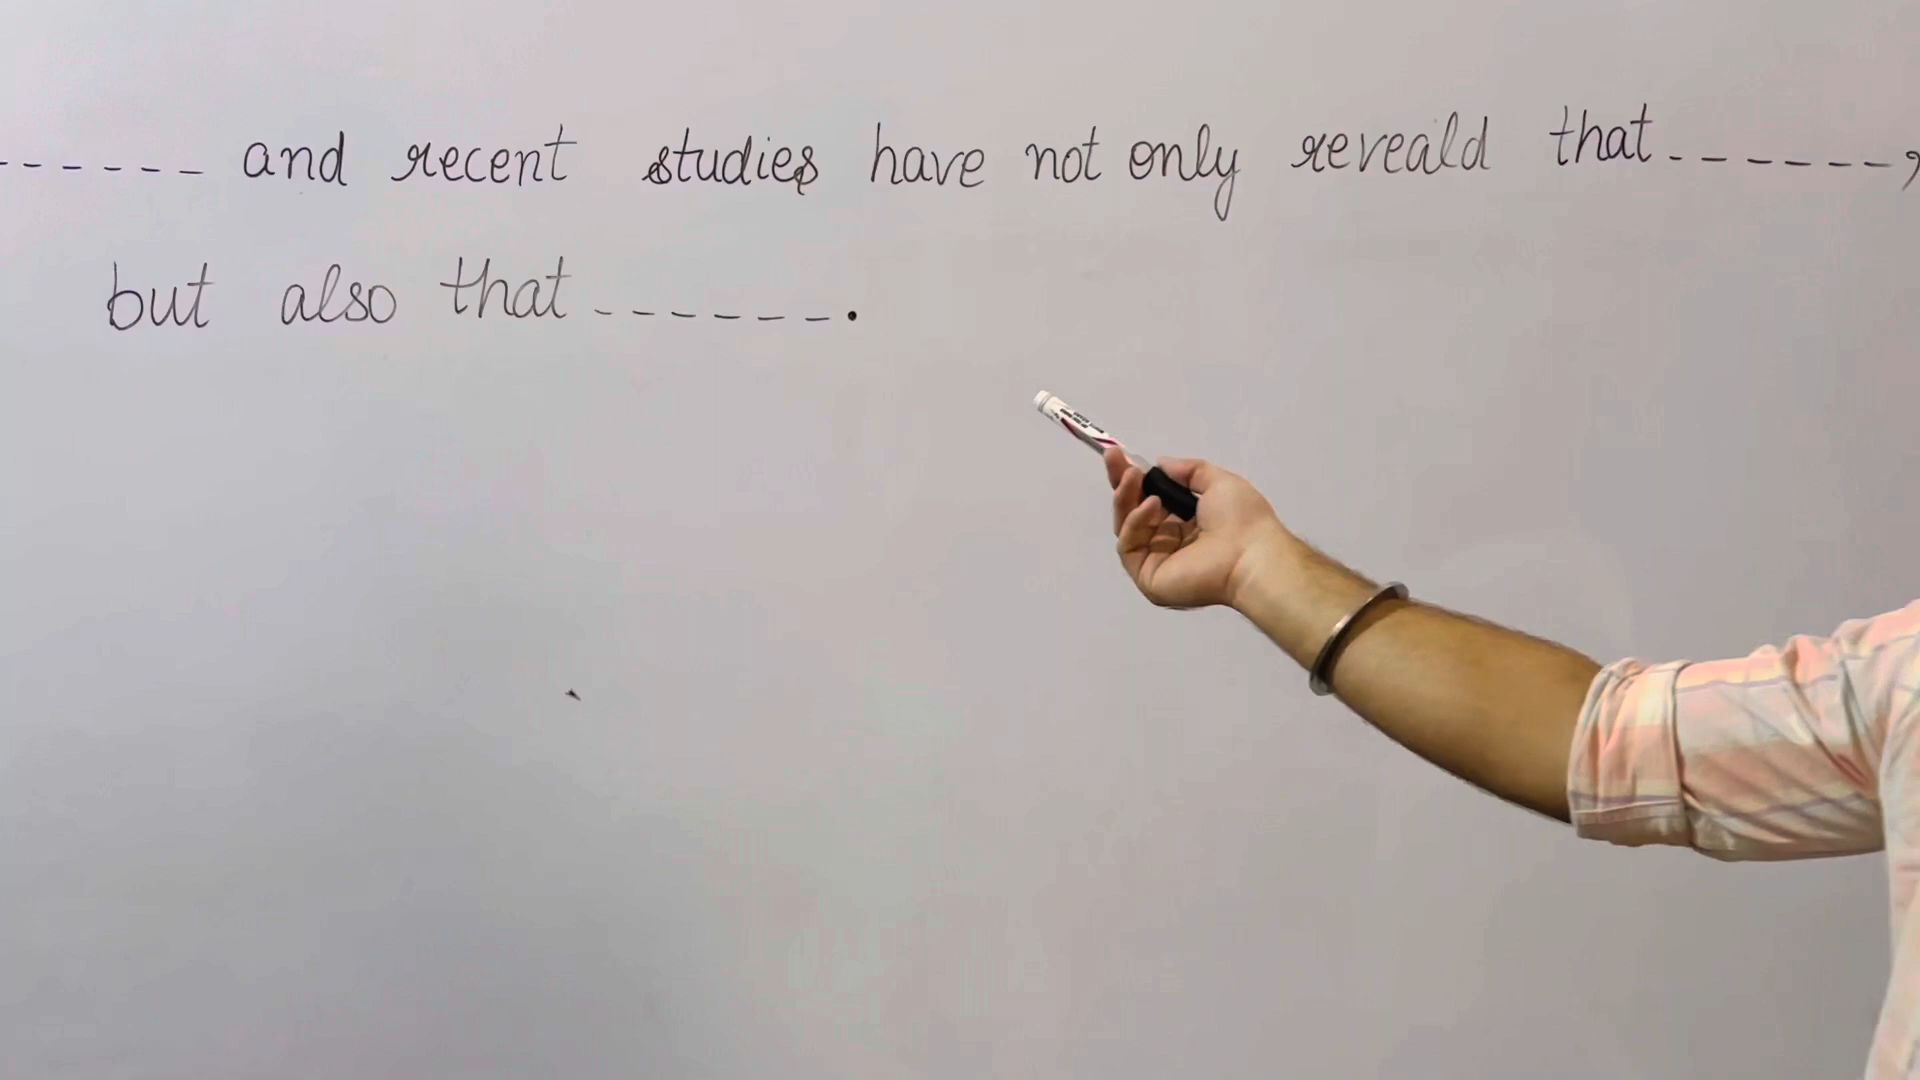 ------ and recent studies have not only reveald that ------,
but also that ------.